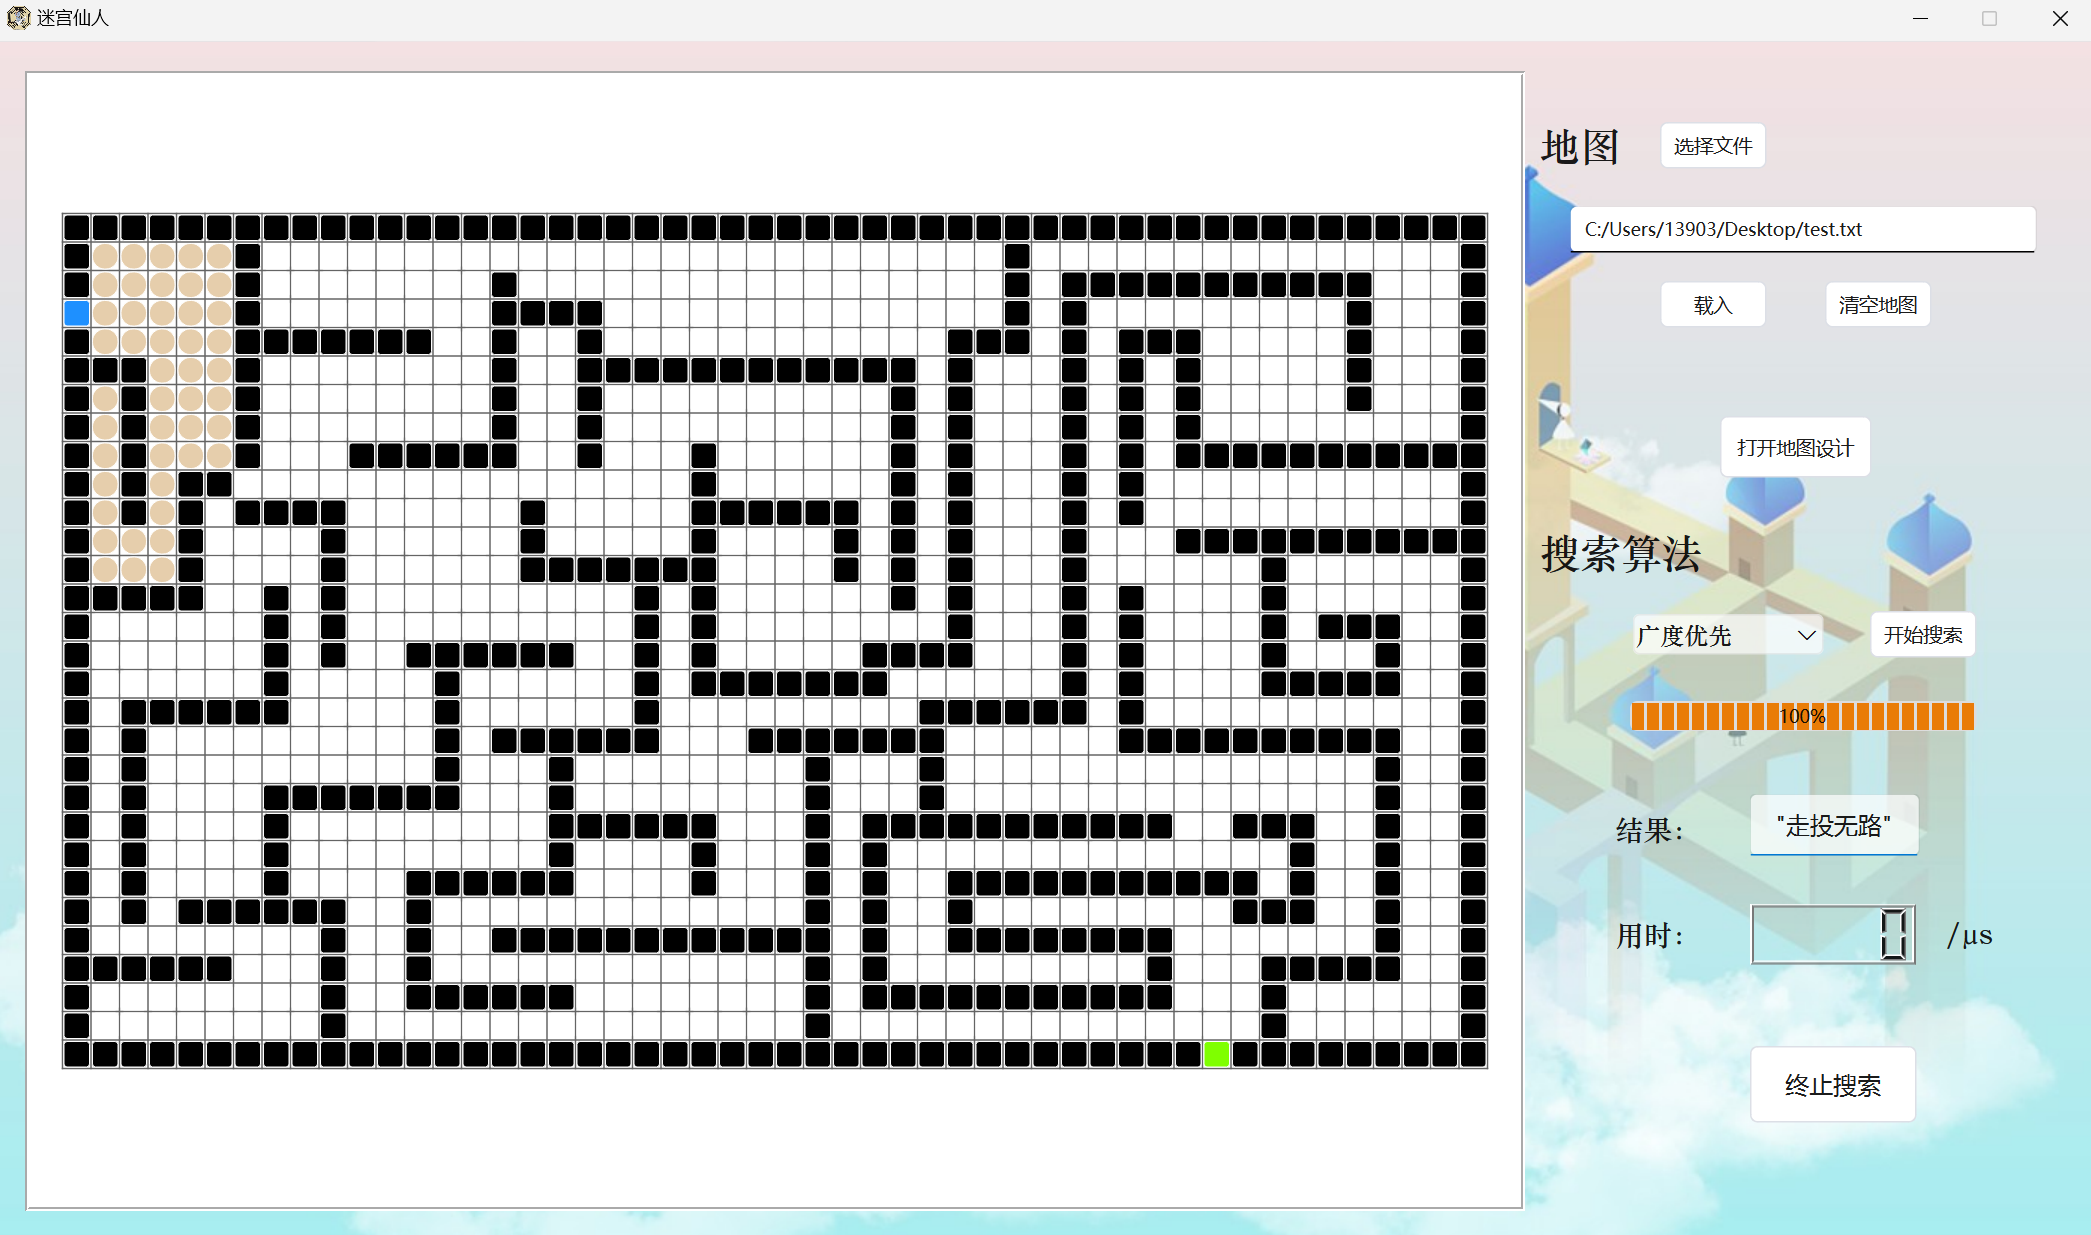 迷宫仙人
地图
选择文件
C:/Users/13903/Desktop/test.txt
载入
清空地图
打开地图设计
搜索算法
广度优先
开始搜索
100%
结果:
"走投无路"
用时:
0
/μs
终止搜索